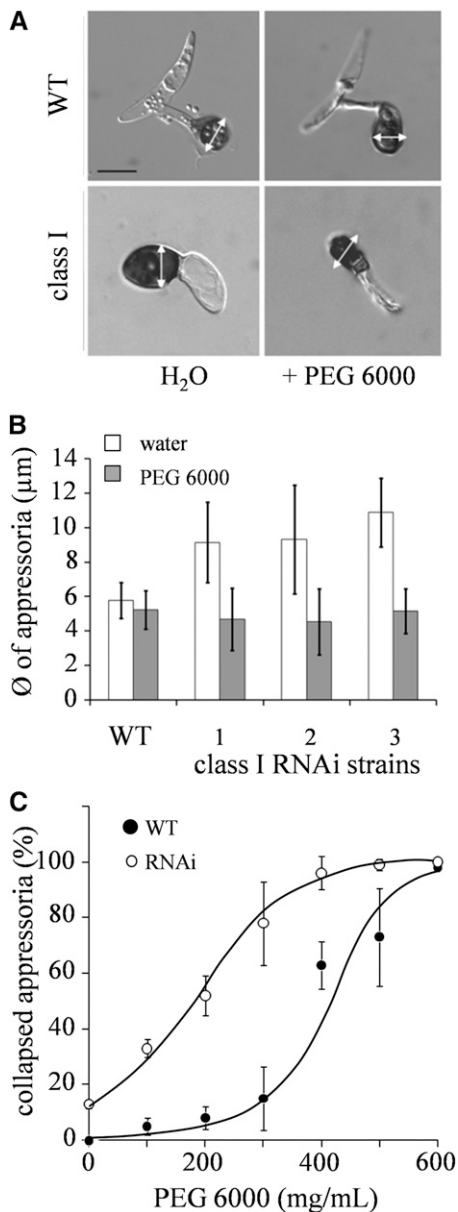 A
WT
class I
H₂O
+ PEG 6000
B
water
PEG 6000
Ø of appressoria (µm)
14
12
10
8
6
4
2
0
WT 1 2 3
class I RNAi strains
C
WT
RNAi
collapsed appressoria (%)
100
80
60
40
20
0
0 200 400 600
PEG 6000 (mg/mL)